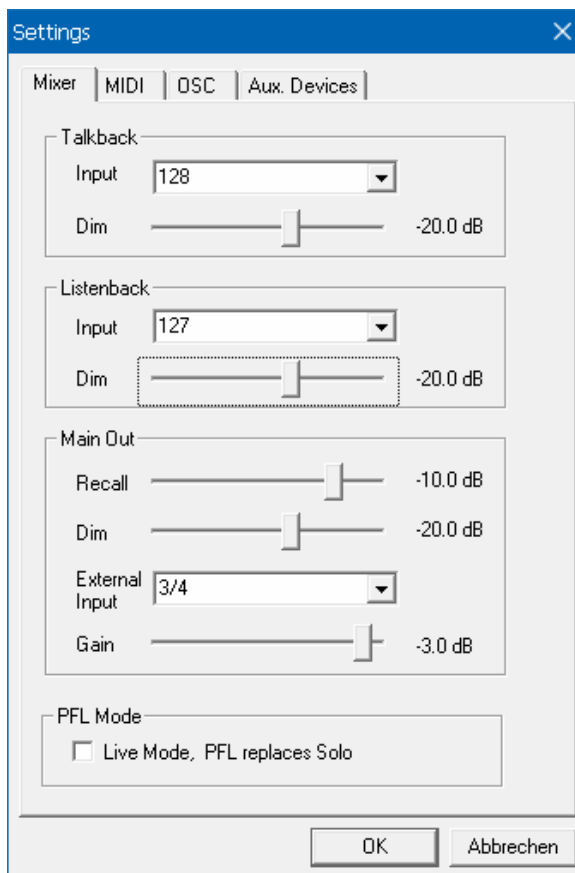 Settings
Mixer MIDI OSC Aux. Devices
Talkback
Input 128
Dim -20.0 dB
Listenback
Input 127
Dim -20.0 dB
Main Out
Recall -10.0 dB
Dim -20.0 dB
External
Input 3/4
Gain -3.0 dB
PFL Mode
Live Mode, PFL replaces Solo
OK Abbrechen